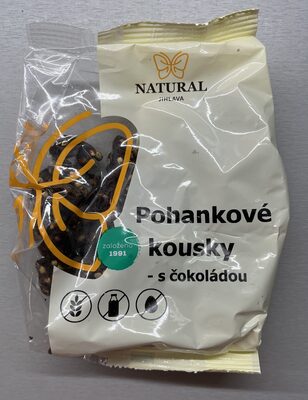 NATURAL
JIHLAVA
Pohankové
kousky
- s čokoládou
založeno
1991